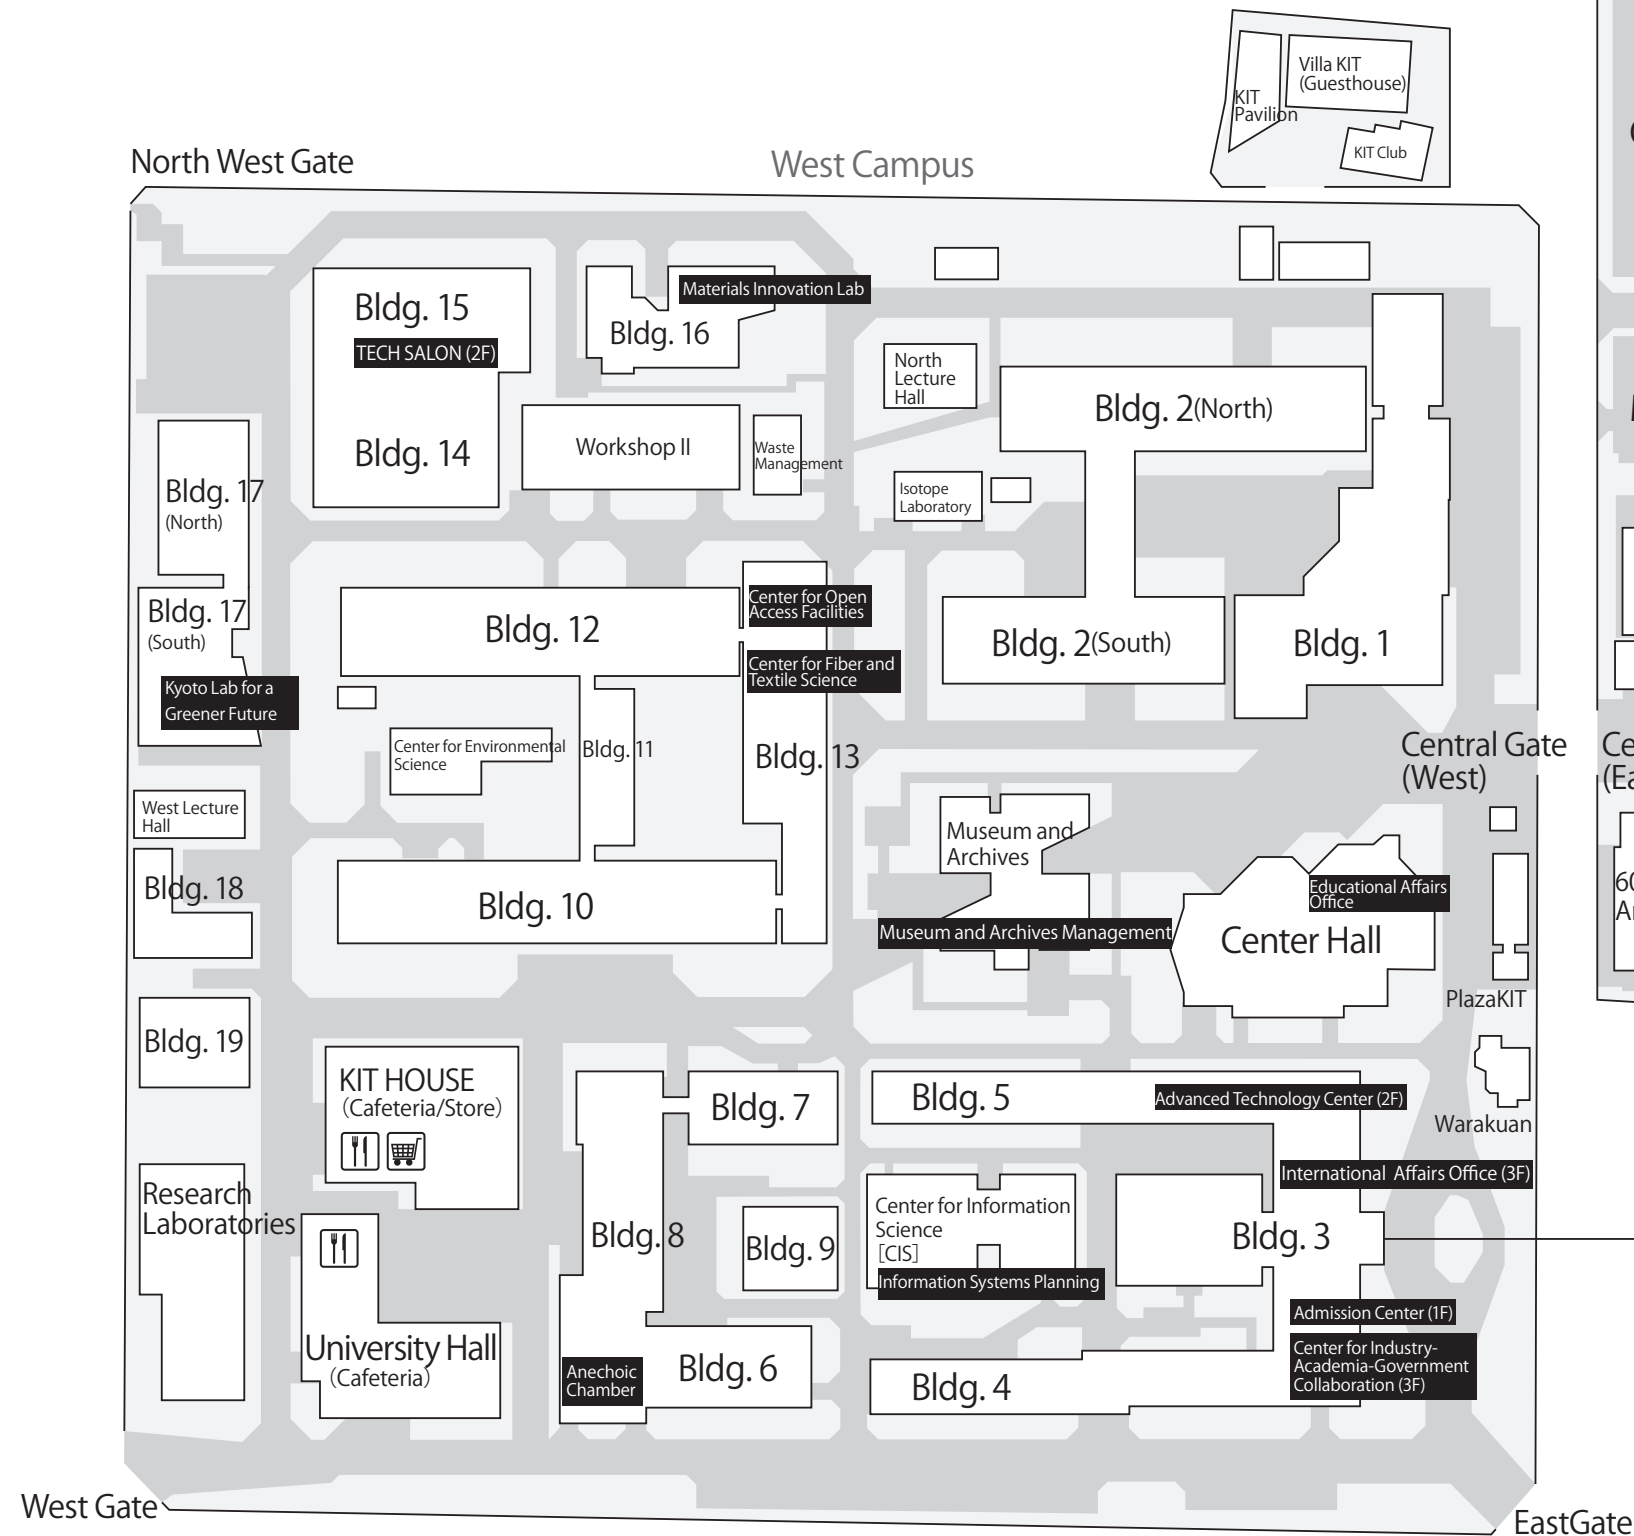 Villa KIT
(Guesthouse)
KIT
Pavilion
KIT Club
North West Gate
West Campus
Bldg. 15
TECH SALON (2F)
Bldg. 14
Materials Innovation Lab
Bldg. 16
Workshop II
Waste
Management
North
Lecture
Hall
Isotope
Laboratory
Bldg. 2(North)
Bldg. 17
(North)
Bldg. 17
(South)
Kyoto Lab for a
Greener Future
Bldg. 12
Center for Open
Access Facilities
Center for Fiber and
Textile Science
Bldg. 2(South)
Bldg. 1
Center for Environmental
Science
Bldg. 11
Bldg. 13
Central Gate
(West)
Ce
(Ea
West Lecture
Hall
Bldg. 18
Museum and
Archives
Museum and Archives Management
Educational Affairs
Office
Center Hall
60
Ar
Bldg. 10
PlazaKIT
Bldg. 19
KIT HOUSE
(Cafeteria/Store)
Bldg. 7
Bldg. 5
Advanced Technology Center (2F)
Warakuan
International Affairs Office (3F)
Research
Laboratories
Bldg. 8
Bldg. 9
Center for Information
Science
[CIS]
Information Systems Planning
Bldg. 3
Admission Center (1F)
Center for Industry-
Academia-Government
Collaboration (3F)
University Hall
(Cafeteria)
Anechoic
Chamber
Bldg. 6
Bldg. 4
West Gate
EastGate